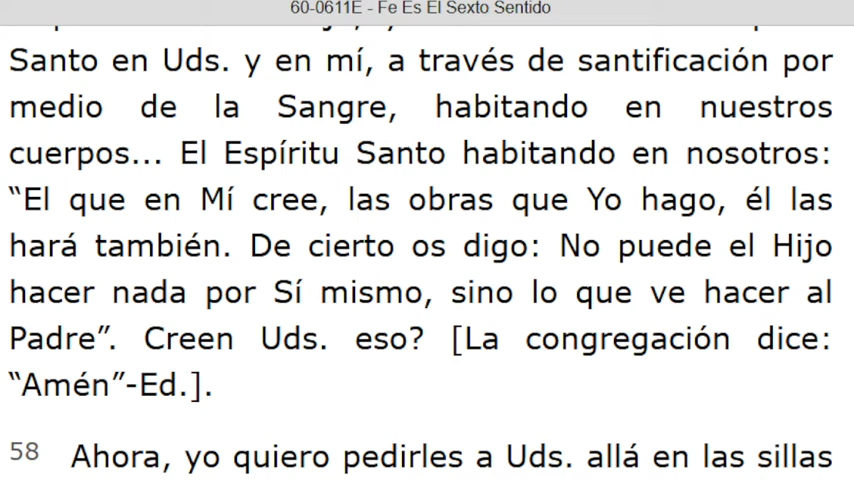 60-0611E - Fe Es El Sexto Sentido
Santo en Uds. y en mí, a través de santificación por
medio de la Sangre, habitando en nuestros
cuerpos... El Espíritu Santo habitando en nosotros:
“El que en Mí cree, las obras que Yo hago, él las
hará también. De cierto os digo: No puede el Hijo
hacer nada por Sí mismo, sino lo que ve hacer al
Padre”. Creen Uds. eso? [La congregación dice:
“Amén”-Ed.].
58 Ahora, yo quiero pedirles a Uds. allá en las sillas